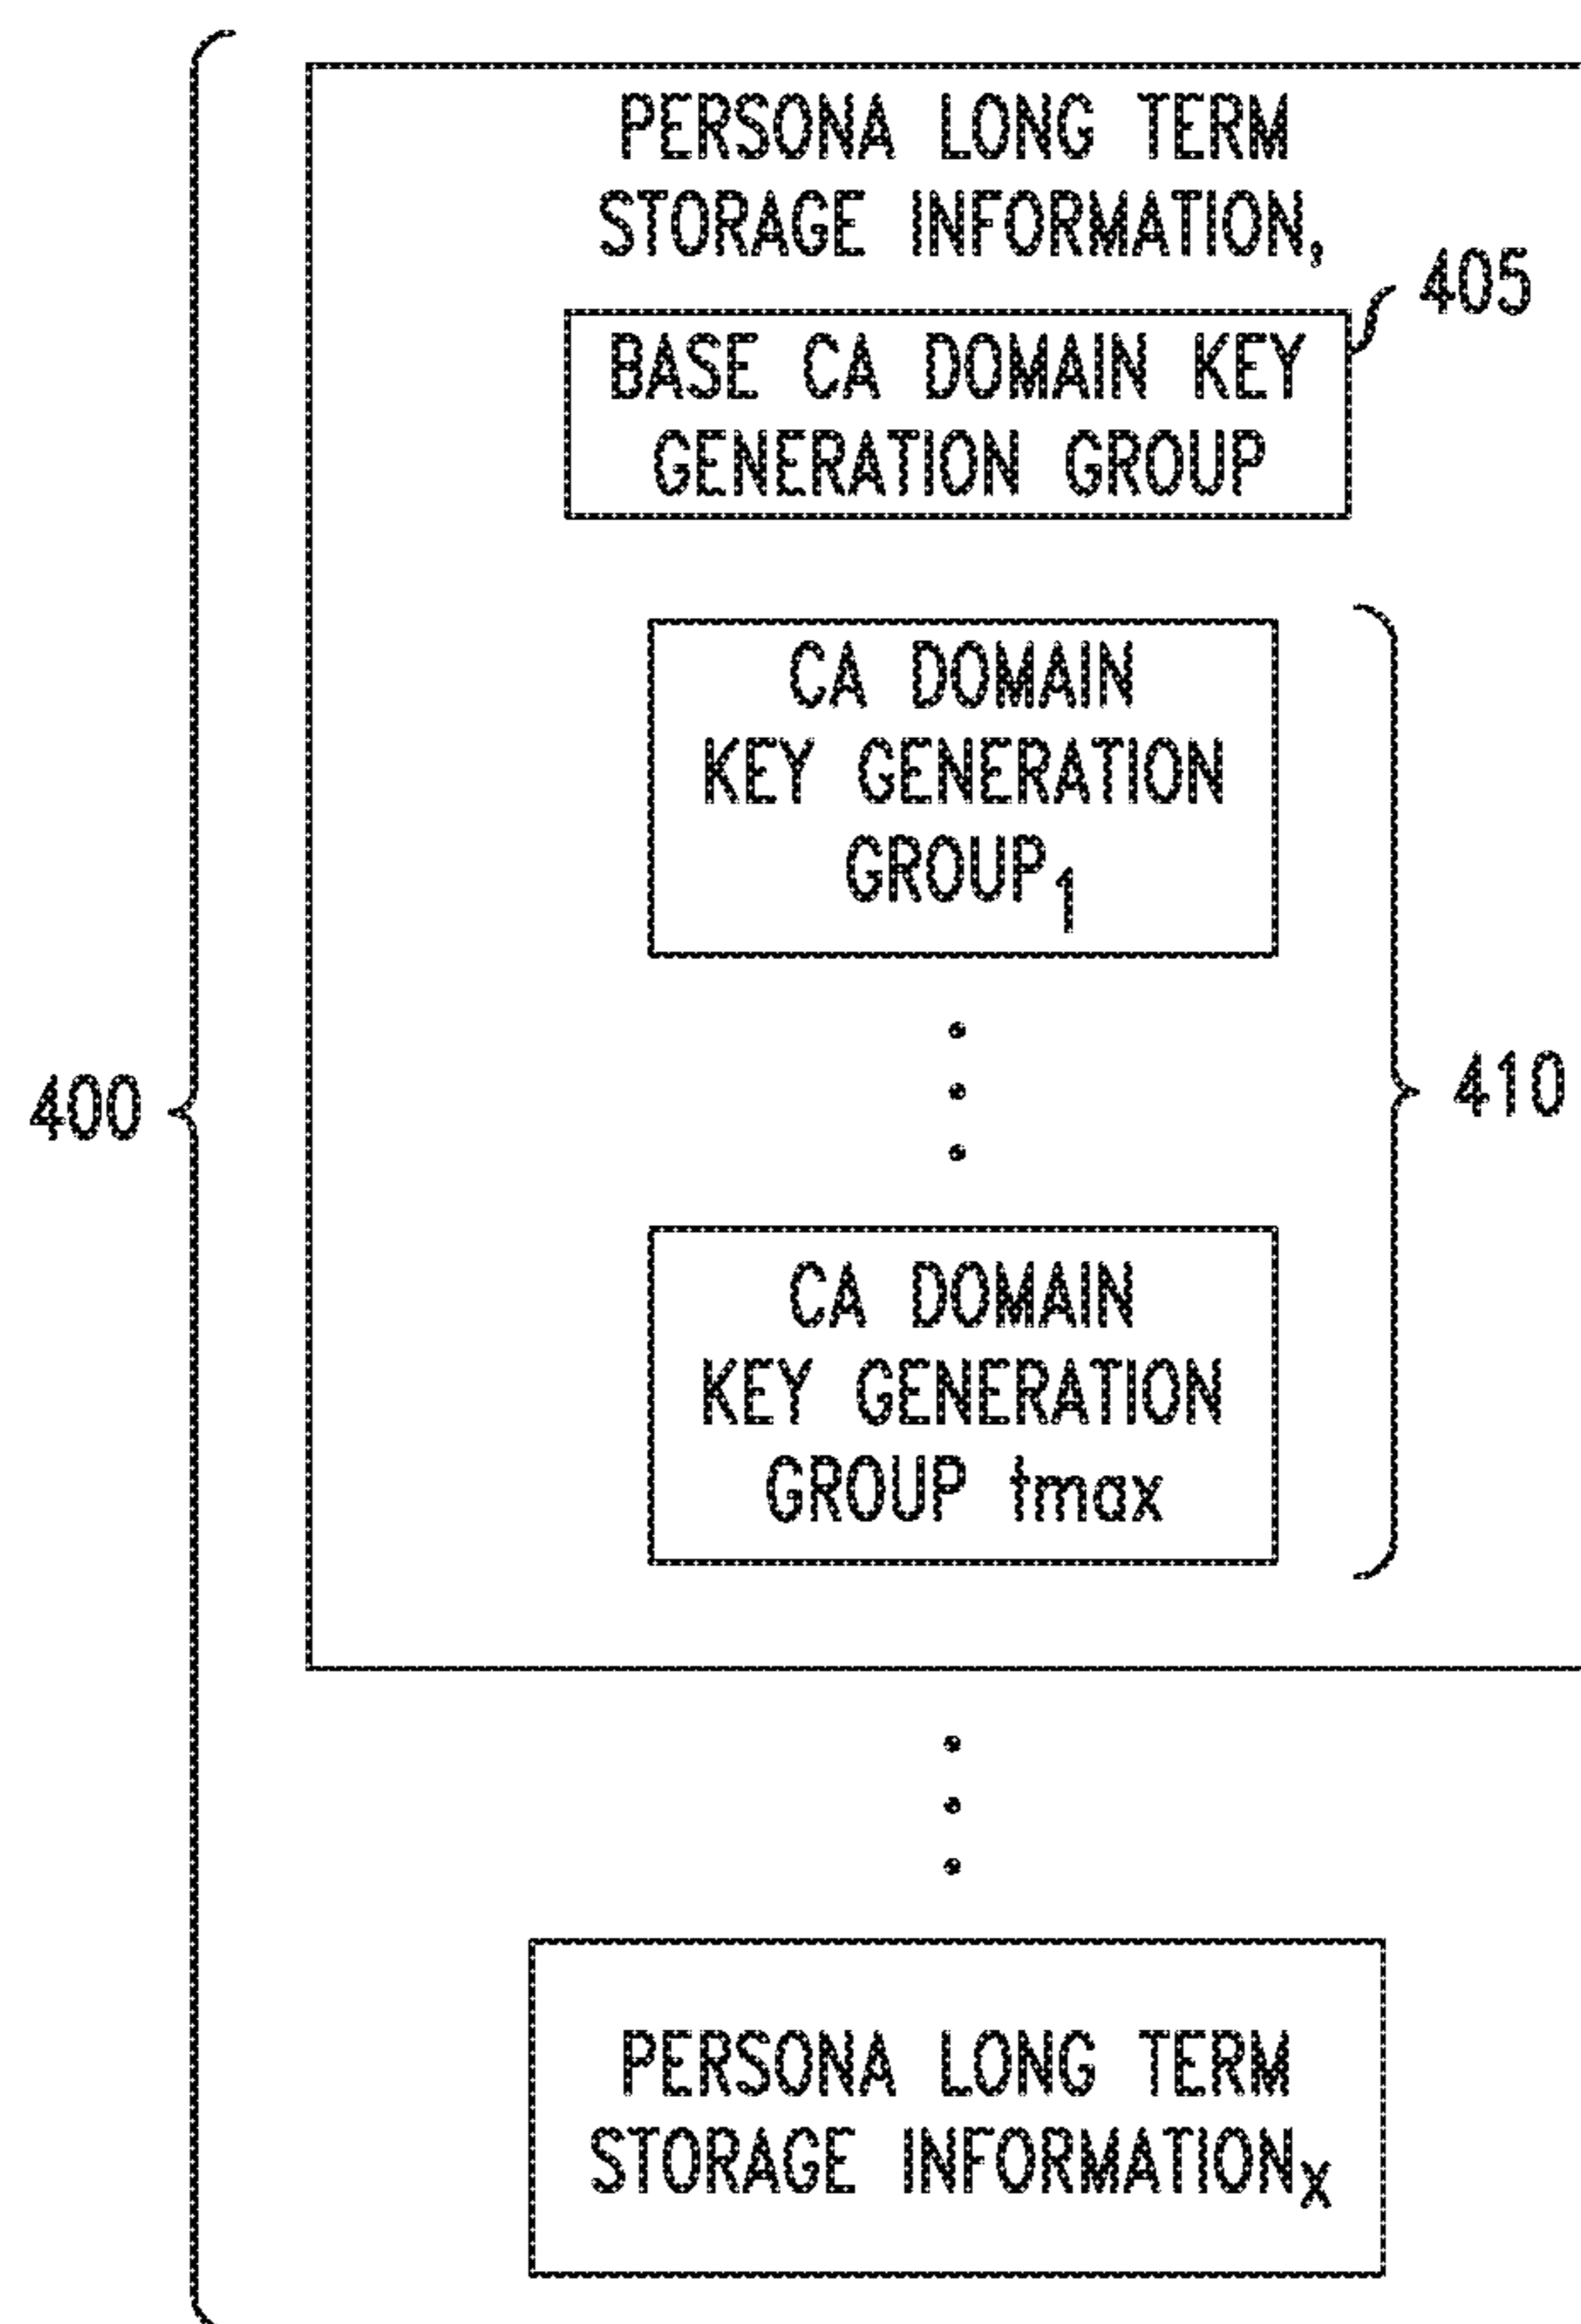 PERSONA LONG TERM
STORAGE INFORMATION,
405
BASE CA DOMAIN KEY
GENERATION GROUP
CA DOMAIN
KEY GENERATION
GROUP₁
400
410
CA DOMAIN
KEY GENERATION
GROUP tmax
PERSONA LONG TERM
STORAGE INFORMATIONₓ